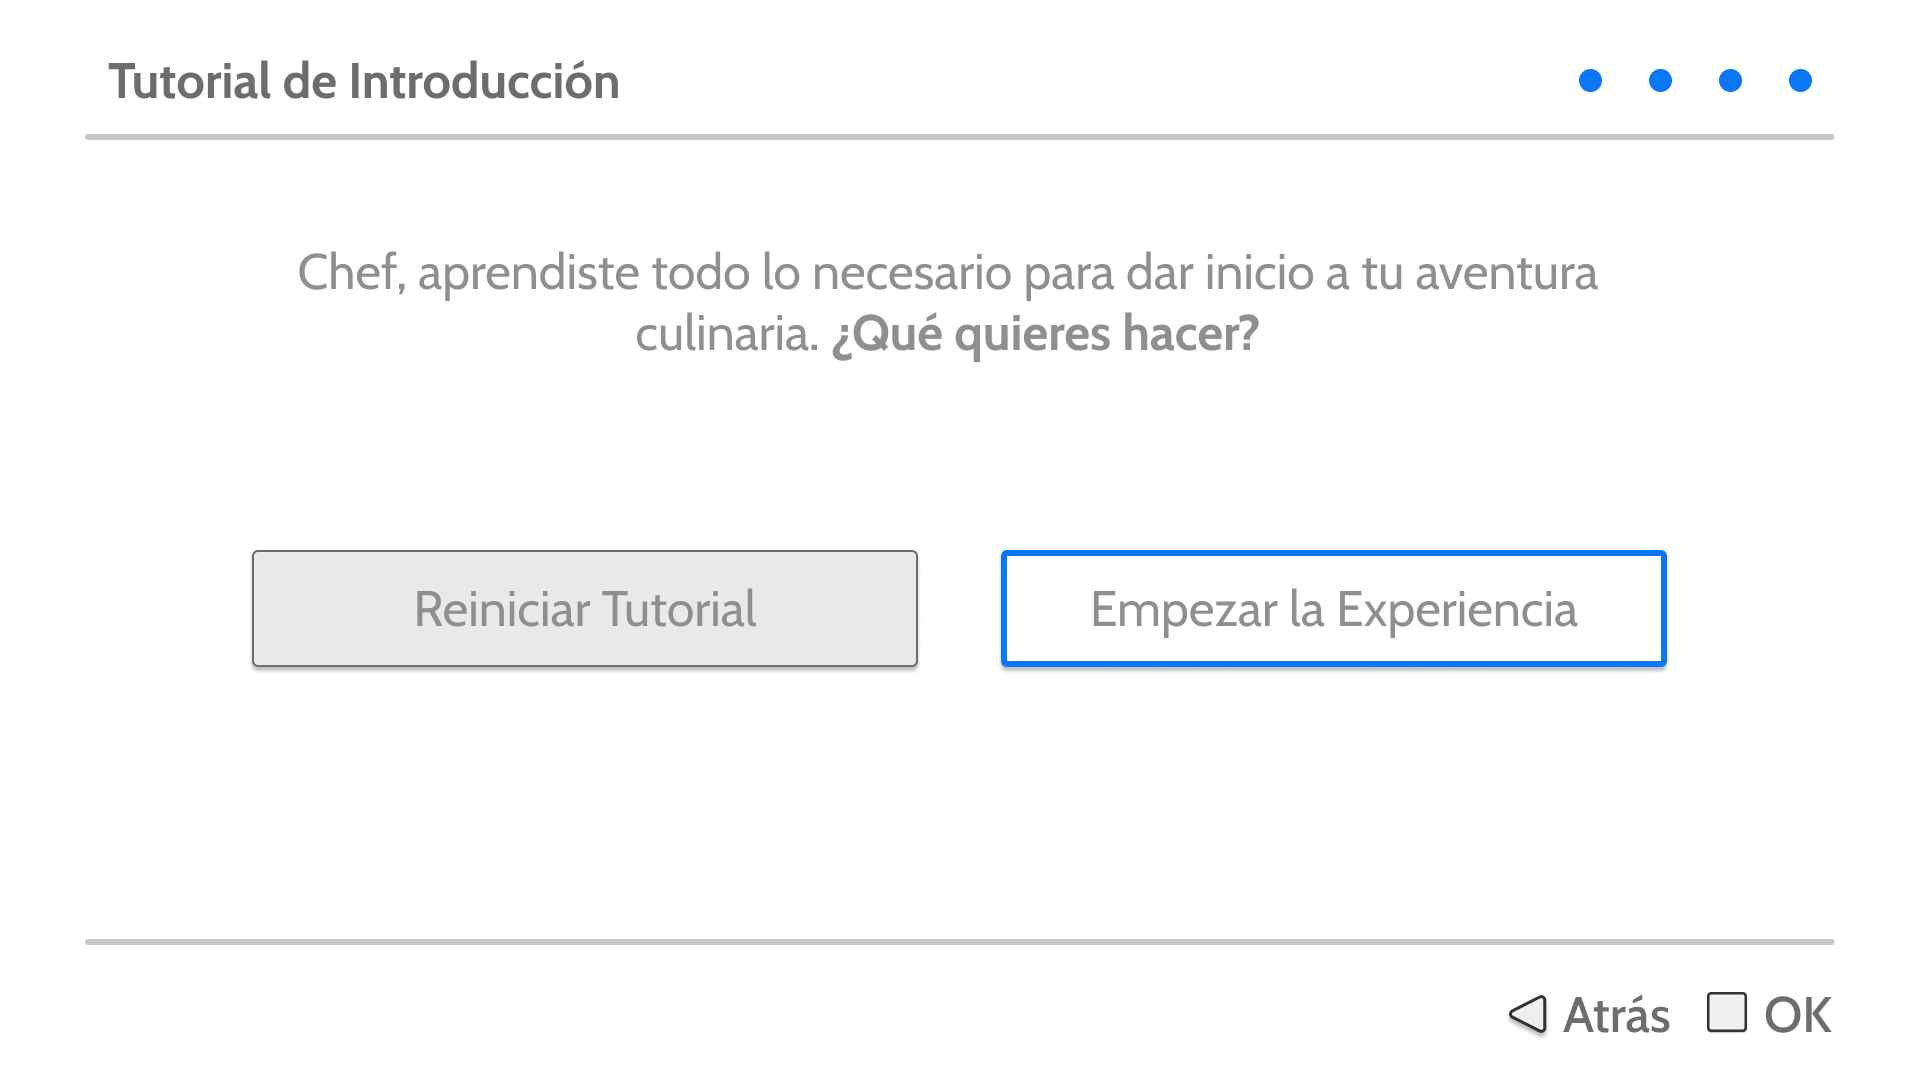 Tutorial de Introducción
Chef, aprendiste todo lo necesario para dar inicio a tu aventura
culinaria. ¿Qué quieres hacer?
Reiniciar Tutorial
Empezar la Experiencia
Atrás
OK